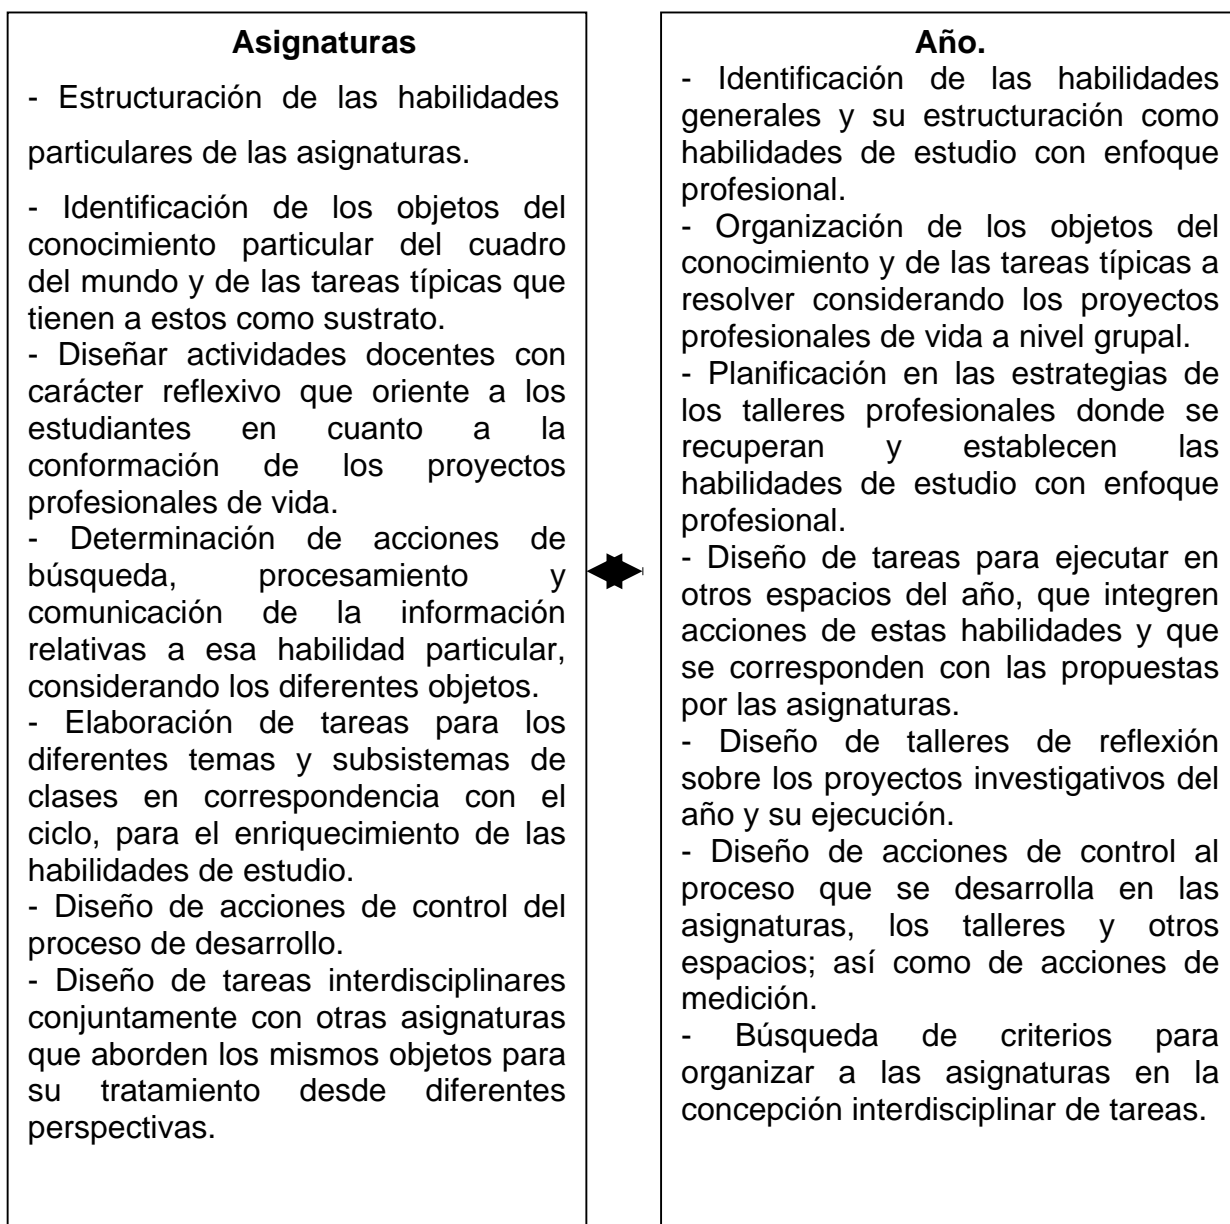 Asignaturas
- Estructuración de las habilidades
particulares de las asignaturas.
- Identificación de los objetos del
conocimiento particular del cuadro
del mundo y de las tareas típicas que
tienen a estos como sustrato.
- Diseñar actividades docentes con
carácter reflexivo que oriente a los
estudiantes en cuanto a la
conformación de los proyectos
profesionales de vida.
- Determinación de acciones de
búsqueda, procesamiento y
comunicación de la información
relativas a esa habilidad particular,
considerando los diferentes objetos.
- Elaboración de tareas para los
diferentes temas y subsistemas de
clases en correspondencia con el
ciclo, para el enriquecimiento de las
habilidades de estudio.
- Diseño de acciones de control del
proceso de desarrollo.
- Diseño de tareas interdisciplinares
conjuntamente con otras asignaturas
que aborden los mismos objetos para
su tratamiento desde diferentes
perspectivas.
Año.
- Identificación de las habilidades
generales y su estructuración como
habilidades de estudio con enfoque
profesional.
- Organización de los objetos del
conocimiento y de las tareas típicas a
resolver considerando los proyectos
profesionales de vida a nivel grupal.
- Planificación en las estrategias de
los talleres profesionales donde se
recuperan y establecen las
habilidades de estudio con enfoque
profesional.
- Diseño de tareas para ejecutar en
otros espacios del año, que integren
acciones de estas habilidades y que
se corresponden con las propuestas
por las asignaturas.
- Diseño de talleres de reflexión
sobre los proyectos investigativos del
año y su ejecución.
- Diseño de acciones de control al
proceso que se desarrolla en las
asignaturas, los talleres y otros
espacios; así como de acciones de
medición.
- Búsqueda de criterios para
organizar a las asignaturas en la
concepción interdisciplinar de tareas.